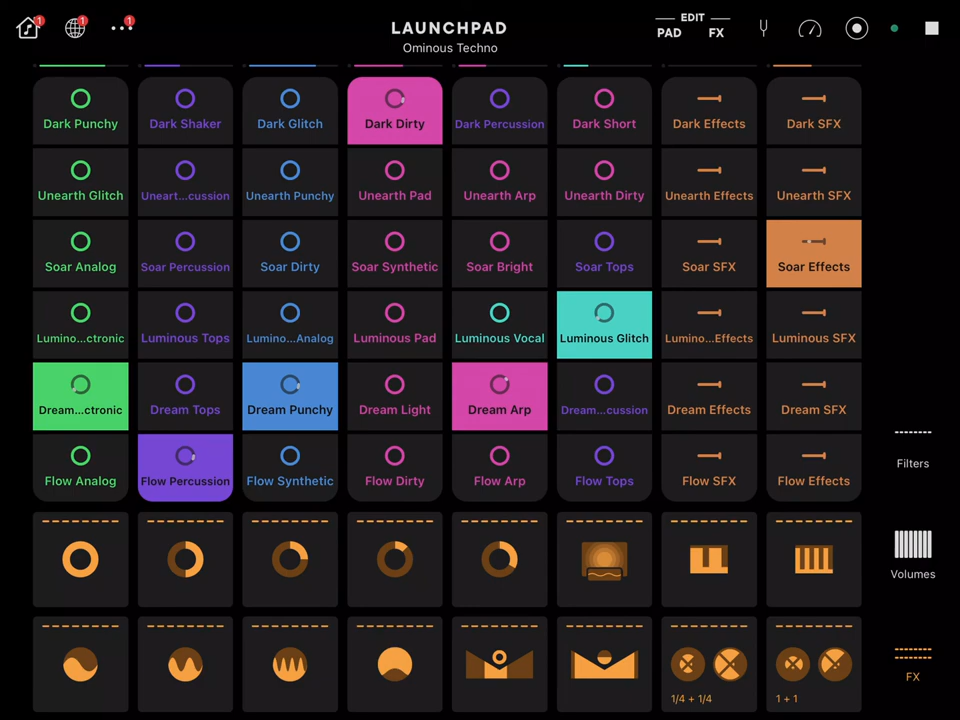 1
1
1
LAUNCHPAD
Ominous Techno
EDIT
PAD FX
Dark Punchy Dark Shaker Dark Glitch Dark Dirty Dark Percussion Dark Short Dark Effects Dark SFX
Unearth Glitch Uneart...cussion Unearth Punchy Unearth Pad Unearth Arp Unearth Dirty Unearth Effects Unearth SFX
Soar Analog Soar Percussion Soar Dirty Soar Synthetic Soar Bright Soar Tops Soar SFX Soar Effects
Lumino...ctronic Luminous Tops Lumino...Analog Luminous Pad Luminous Vocal Luminous Glitch Lumino...Effects Luminous SFX
Dream...ctronic Dream Tops Dream Punchy Dream Light Dream Arp Dream...cussion Dream Effects Dream SFX
Flow Analog Flow Percussion Flow Synthetic Flow Dirty Flow Arp Flow Tops Flow SFX Flow Effects
Filters
Volumes
FX
1/4 + 1/4 1 + 1